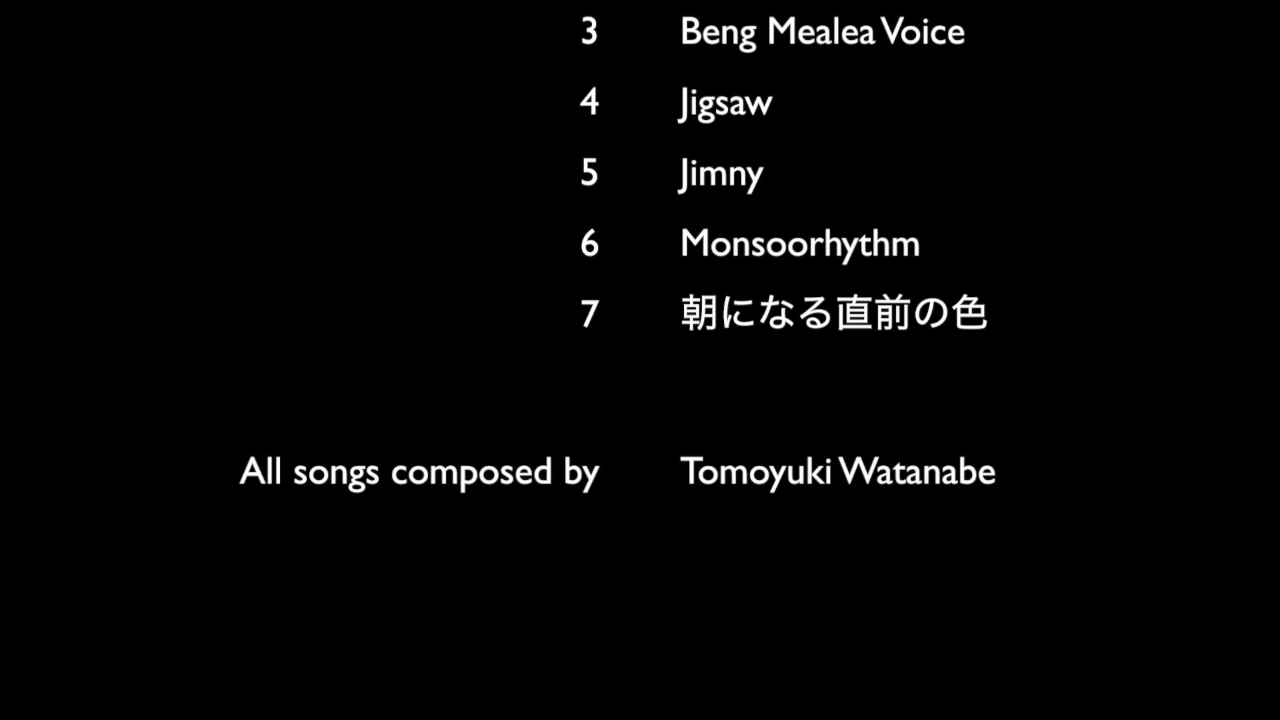 3 Beng Mealea Voice
4 Jigsaw
5 Jimny
6 Monsoorhythm
7 朝になる直前の色
All songs composed by Tomoyuki Watanabe